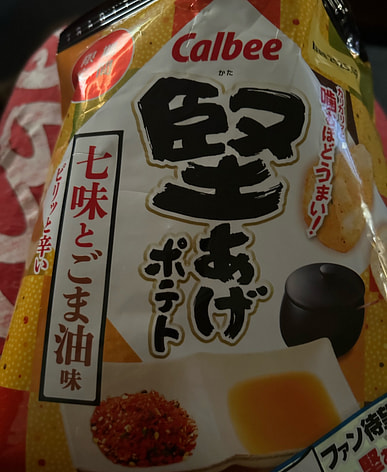 Calbee
かた
堅あげ
ポテト
噛むほどうまい!
七味とごま油味
ピリッと辛い
ファン待